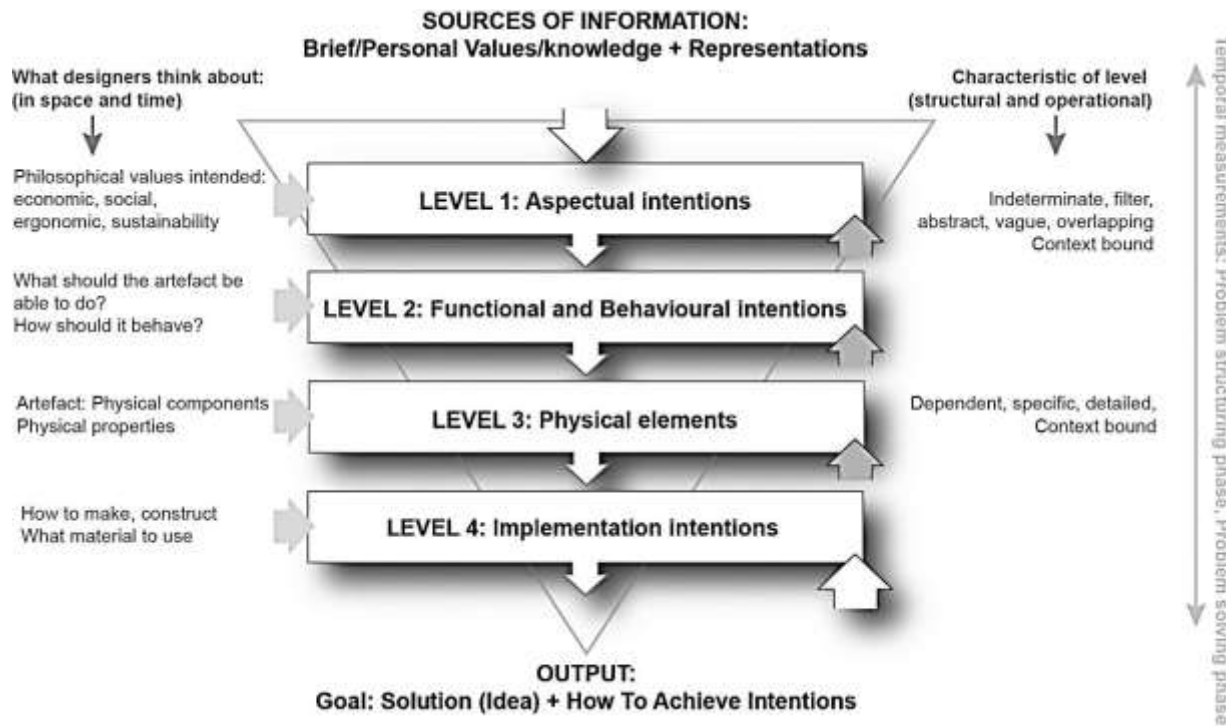 SOURCES OF INFORMATION:
Brief/Personal Values/knowledge + Representations
What designers think about:
(in space and time)
Characteristic of level
(structural and operational)
Philosophical values intended:
economic, social,
ergonomic, sustainability
LEVEL 1: Aspectual intentions
Indeterminate, filter,
abstract, vague, overlapping
Context bound
What should the artefact be
able to do?
How should it behave?
LEVEL 2: Functional and Behavioural intentions
Artefact: Physical components
Physical properties
LEVEL 3: Physical elements
Dependent, specific, detailed,
Context bound
How to make, construct
What material to use
LEVEL 4: Implementation intentions
OUTPUT:
Goal: Solution (Idea) + How To Achieve Intentions
Temporal measurements: Problem structuring phase, Problem solving phase